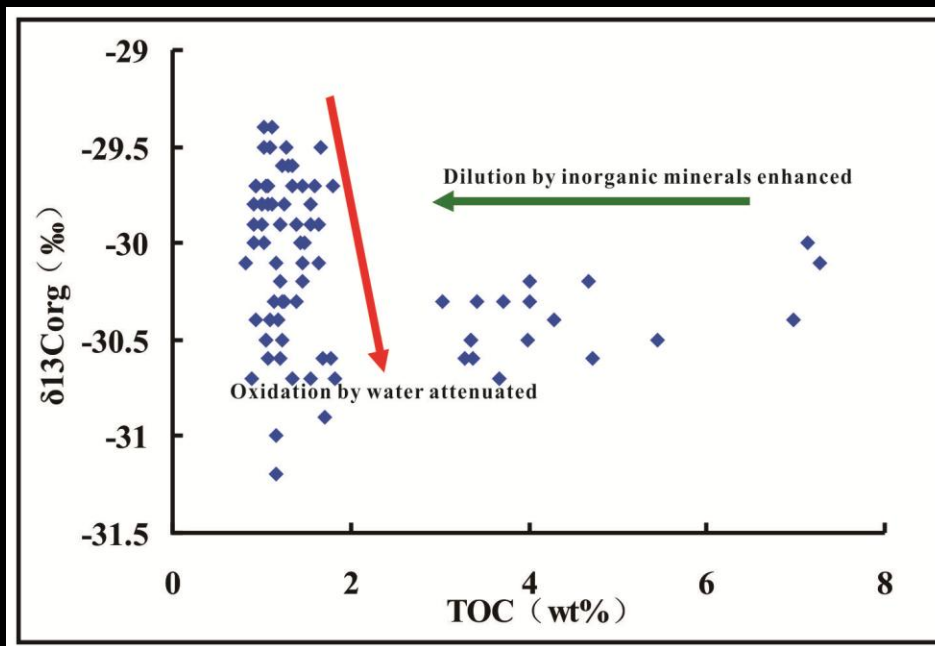 -29
-29.5
-30
-30.5
-31
-31.5
δ13Corg（‰）
Dilution by inorganic minerals enhanced
Oxidation by water attenuated
0 2 4 6 8
TOC（wt%）